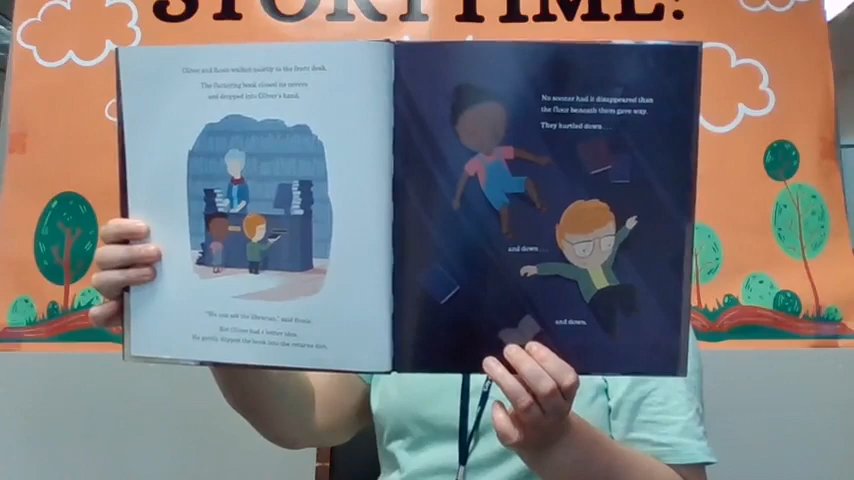 STORYTIME!
Oliver and Rosie walked quietly to the front desk.
The fluttering book closed its covers
and dropped into Oliver's hand.
"We can ask the librarian," said Rosie.
But Oliver had a better idea.
He gently slipped the book into the returns slot.
No sooner had it disappeared than
the floor beneath them gave way.
They hurtled down . . .
and down . . .
and down.